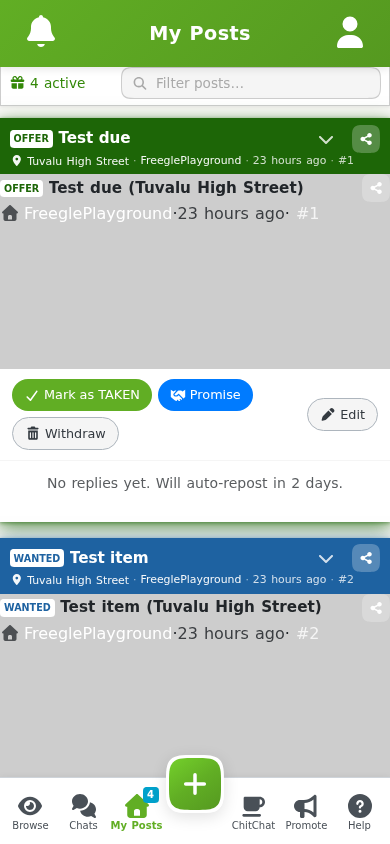 My Posts
4 active
Filter posts...
OFFER Test due
Tuvalu High Street · FreeglePlayground · 23 hours ago · #1
OFFER Test due (Tuvalu High Street)
FreeglePlayground·23 hours ago· #1
Mark as TAKEN
Promise
Edit
Withdraw
No replies yet. Will auto-repost in 2 days.
WANTED Test item
Tuvalu High Street · FreeglePlayground · 23 hours ago · #2
WANTED Test item (Tuvalu High Street)
FreeglePlayground·23 hours ago· #2
4
Browse
Chats
My Posts
ChitChat
Promote
Help